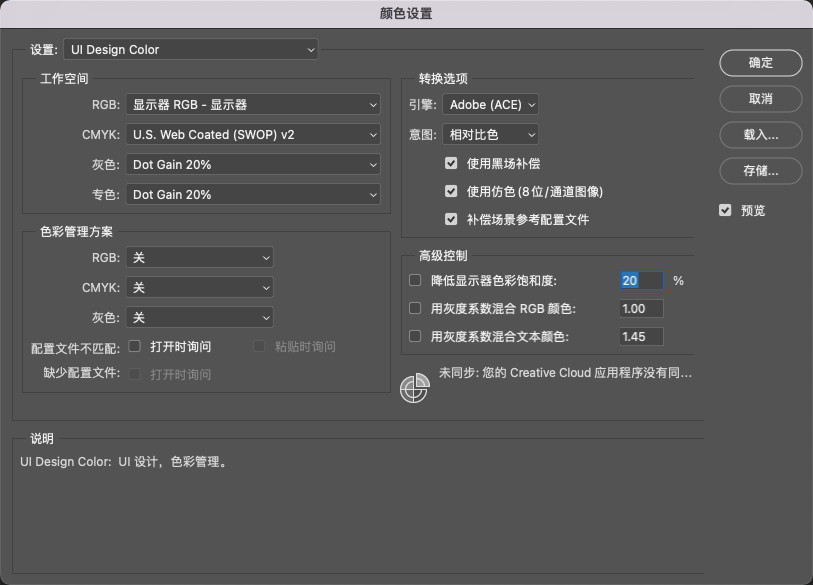 颜色设置
设置: UI Design Color
工作空间
RGB: 显示器 RGB - 显示器
CMYK: U.S. Web Coated (SWOP) v2
灰色: Dot Gain 20%
专色: Dot Gain 20%
色彩管理方案
RGB: 关
CMYK: 关
灰色: 关
配置文件不匹配: 打开时询问 粘贴时询问
缺少配置文件: 打开时询问
转换选项
引擎: Adobe (ACE)
意图: 相对比色
使用黑场补偿
使用仿色(8位/通道图像)
补偿场景参考配置文件
高级控制
降低显示器色彩饱和度: 20 %
用灰度系数混合 RGB 颜色: 1.00
用灰度系数混合文本颜色: 1.45
未同步: 您的 Creative Cloud 应用程序没有同...
确定
取消
载入...
存储...
预览
说明
UI Design Color: UI 设计，色彩管理。